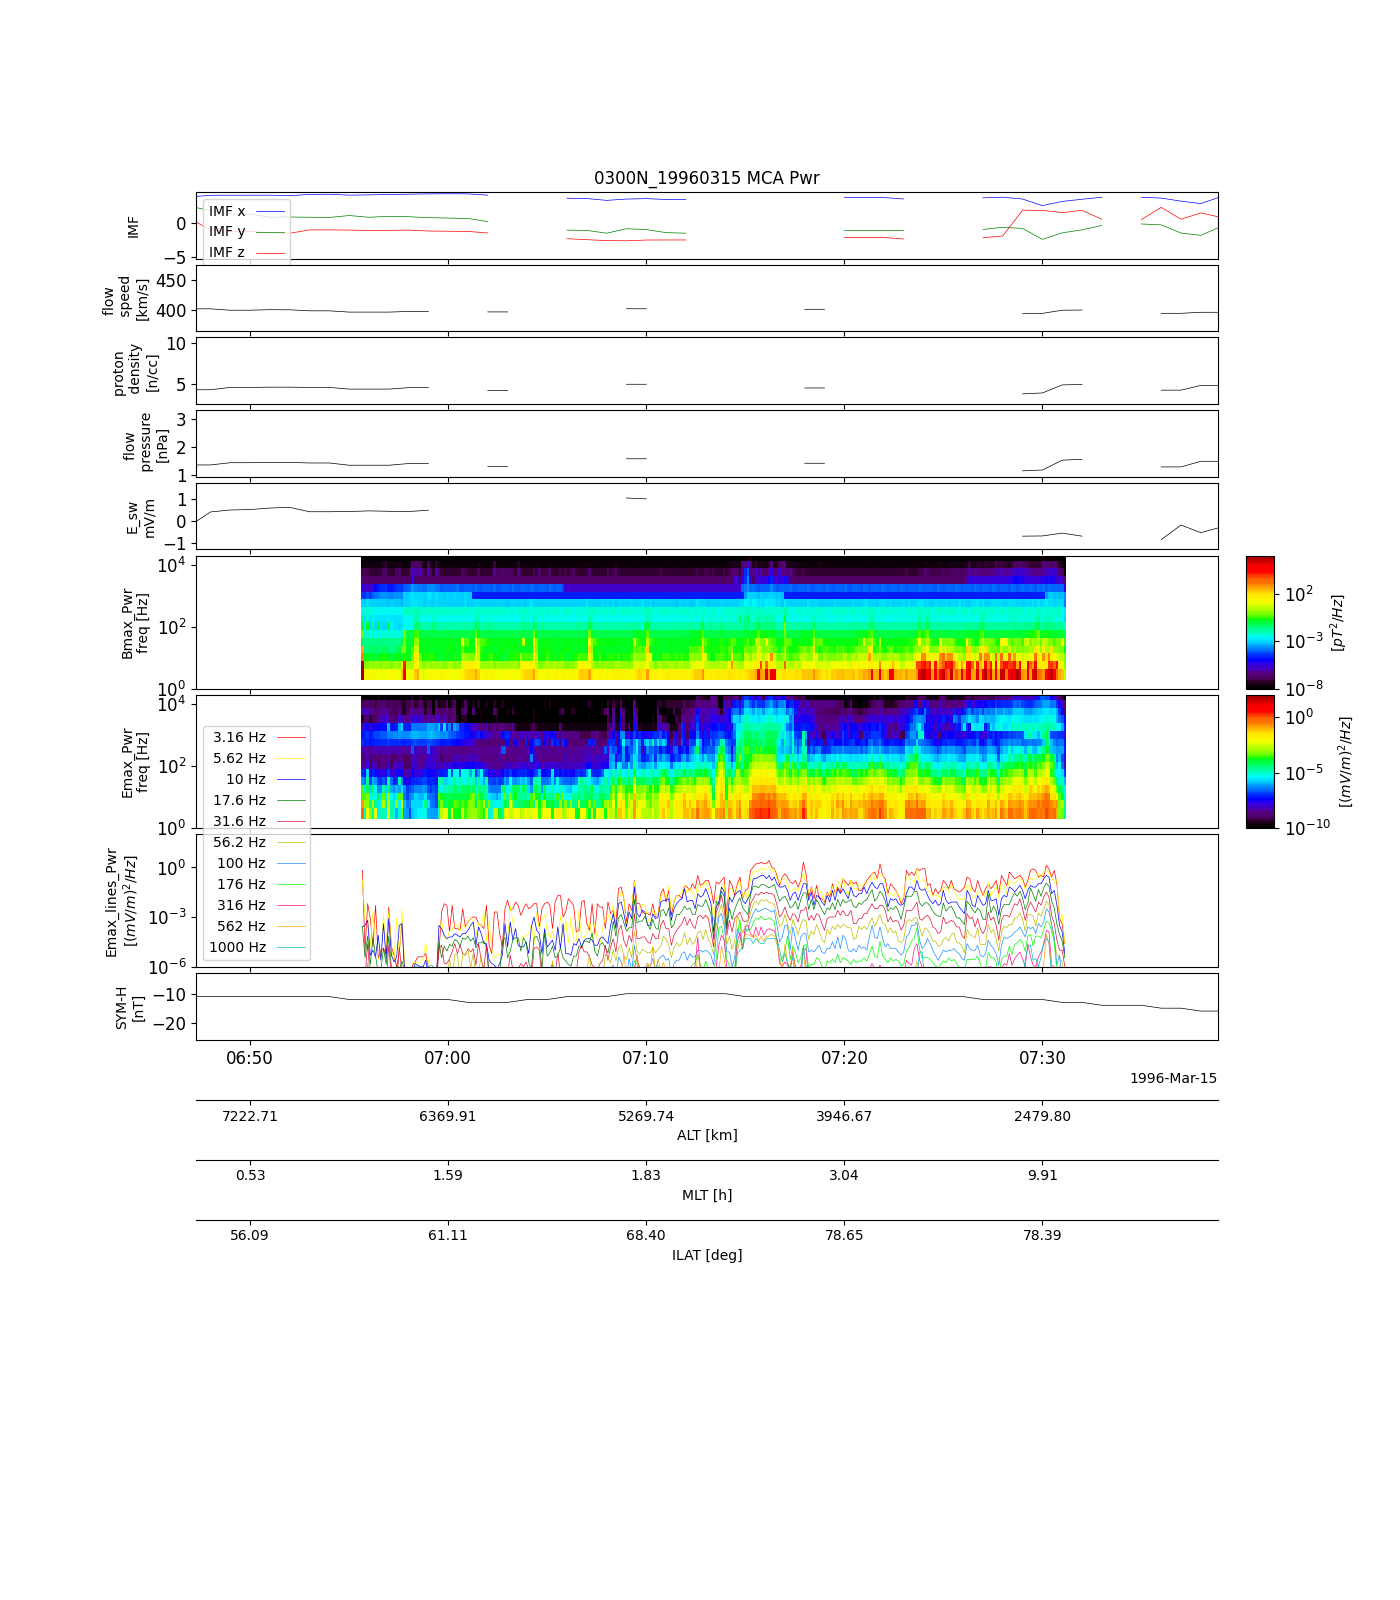 0300N_19960315 MCA Pwr
IMF
0
−5
IMF x
IMF y
IMF z
flow
speed
[km/s]
450
400
proton
density
[n/cc]
10
5
flow
pressure
[nPa]
3
2
1
E_sw
mV/m
1
0
−1
Bmax_Pwr
freq [Hz]
10^4
10^2
10^0
10^2
10^−3
10^−8
[pT^2/Hz]
Emax_Pwr
freq [Hz]
10^4
10^2
10^0
10^0
10^−5
10^−10
[(mV/m)^2/Hz]
3.16 Hz
5.62 Hz
10 Hz
17.6 Hz
31.6 Hz
56.2 Hz
100 Hz
176 Hz
316 Hz
562 Hz
1000 Hz
Emax_lines_Pwr
[(mV/m)^2/Hz]
10^0
10^−3
10^−6
SYM-H
[nT]
−10
−20
06:50 07:00 07:10 07:20 07:30
1996-Mar-15
7222.71 6369.91 5269.74 3946.67 2479.80
ALT [km]
0.53 1.59 1.83 3.04 9.91
MLT [h]
56.09 61.11 68.40 78.65 78.39
ILAT [deg]